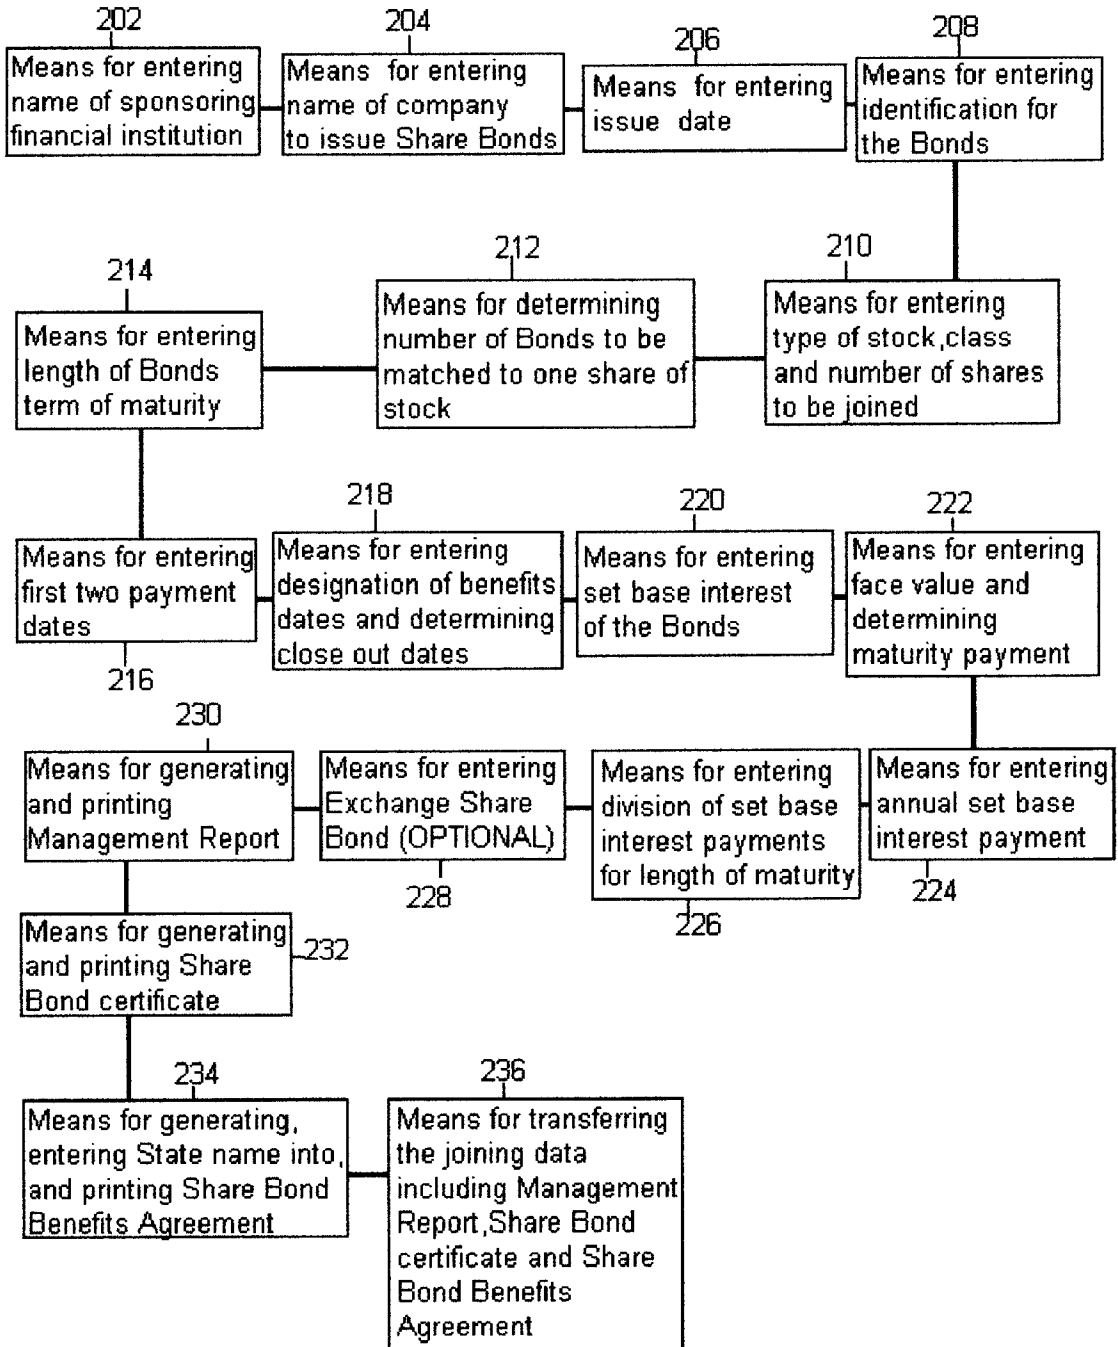 202
Means for entering
name of sponsoring
financial institution
204
Means for entering
name of company
to issue Share Bonds
206
Means for entering
issue date
208
Means for entering
identification for
the Bonds
210
Means for entering
type of stock,class
and number of shares
to be joined
212
Means for determining
number of Bonds to be
matched to one share of
stock
214
Means for entering
length of Bonds
term of maturity
Means for entering
first two payment
dates
216
218
Means for entering
designation of benefits
dates and determining
close out dates
220
Means for entering
set base interest
of the Bonds
222
Means for entering
face value and
determining
maturity payment
Means for entering
annual set base
interest payment
224
Means for entering
division of set base
interest payments
for length of maturity
226
Means for entering
Exchange Share
Bond (OPTIONAL)
228
230
Means for generating
and printing
Management Report
Means for generating
and printing Share
Bond certificate
232
234
Means for generating,
entering State name into,
and printing Share Bond
Benefits Agreement
236
Means for transferring
the joining data
including Management
Report,Share Bond
certificate and Share
Bond Benefits
Agreement